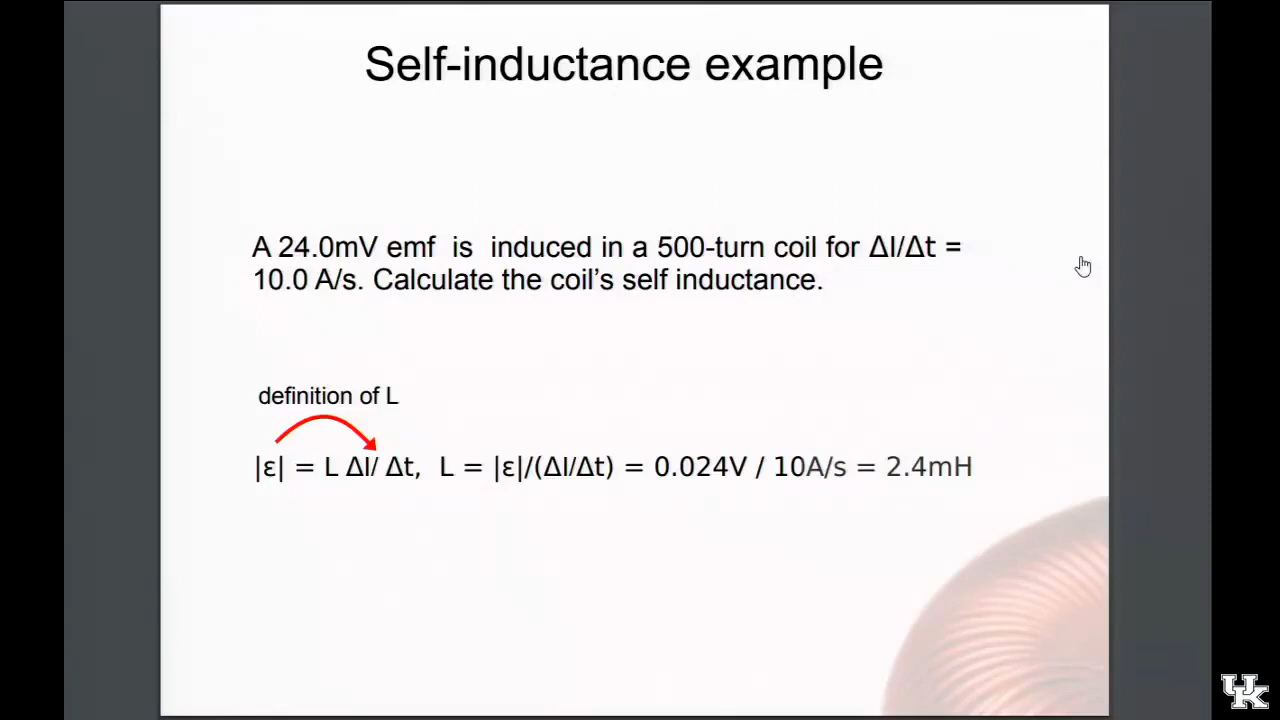 Self-inductance example
A 24.0mV emf is induced in a 500-turn coil for ΔI/Δt =
10.0 A/s. Calculate the coil’s self inductance.
definition of L
|ε| = L ΔI/ Δt, L = |ε|/(ΔI/Δt) = 0.024V / 10A/s = 2.4mH
UK